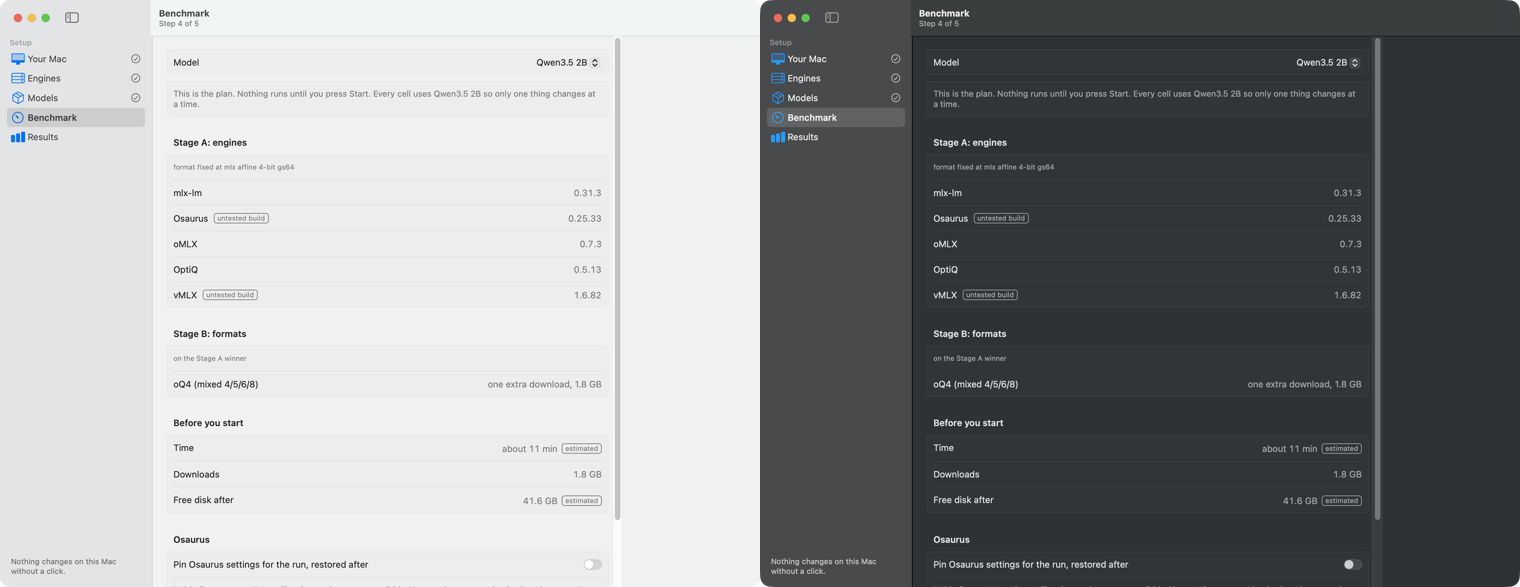 Benchmark
Step 4 of 5
Setup
Your Mac
Engines
Models
Benchmark
Results
Model
Qwen3.5 2B
This is the plan. Nothing runs until you press Start. Every cell uses Qwen3.5 2B so only one thing changes at
a time.
Stage A: engines
format fixed at mlx affine 4-bit gs64
mlx-lm 0.31.3
Osaurus untested build 0.25.33
oMLX 0.7.3
OptiQ 0.5.13
vMLX untested build 1.6.82
Stage B: formats
on the Stage A winner
oQ4 (mixed 4/5/6/8) one extra download, 1.8 GB
Before you start
Time about 11 min estimated
Downloads 1.8 GB
Free disk after 41.6 GB estimated
Osaurus
Pin Osaurus settings for the run, restored after
Nothing changes on this Mac
without a click.
Benchmark
Step 4 of 5
Setup
Your Mac
Engines
Models
Benchmark
Results
Model
Qwen3.5 2B
This is the plan. Nothing runs until you press Start. Every cell uses Qwen3.5 2B so only one thing changes at
a time.
Stage A: engines
format fixed at mlx affine 4-bit gs64
mlx-lm 0.31.3
Osaurus untested build 0.25.33
oMLX 0.7.3
OptiQ 0.5.13
vMLX untested build 1.6.82
Stage B: formats
on the Stage A winner
oQ4 (mixed 4/5/6/8) one extra download, 1.8 GB
Before you start
Time about 11 min estimated
Downloads 1.8 GB
Free disk after 41.6 GB estimated
Osaurus
Pin Osaurus settings for the run, restored after
Nothing changes on this Mac
without a click.